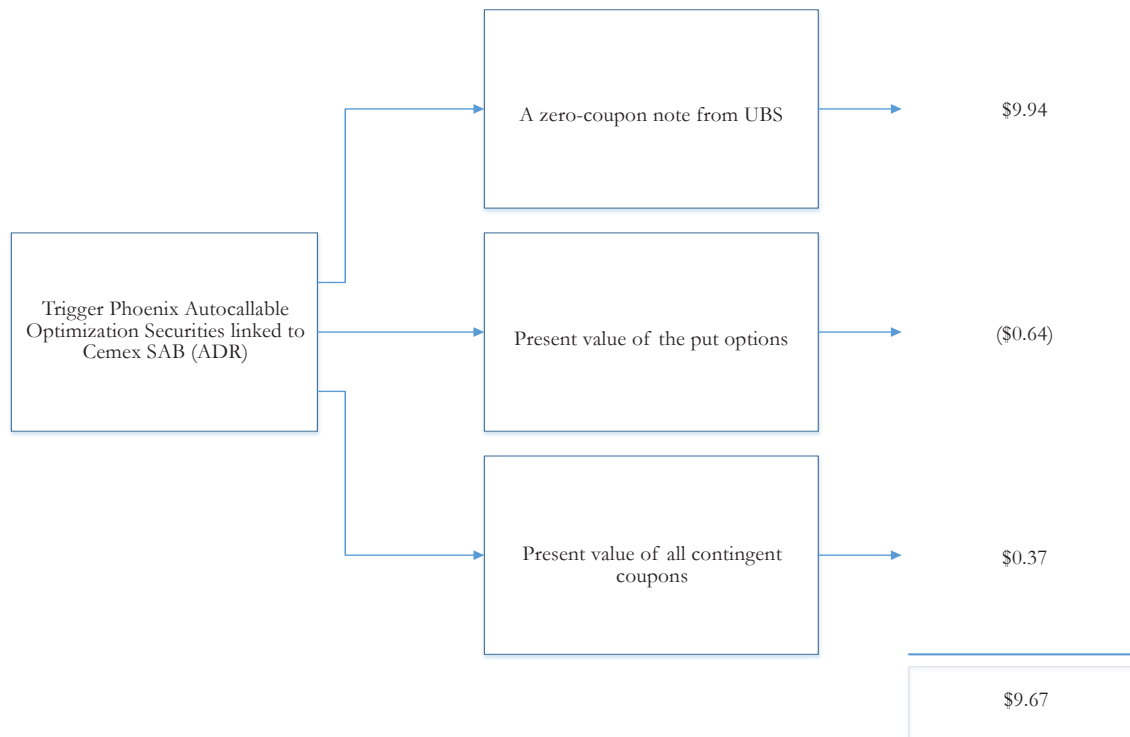 A zero-coupon note from UBS
$9.94
Trigger Phoenix Autocallable
Optimization Securities linked to
Cemex SAB (ADR)
Present value of the put options
($0.64)
Present value of all contingent
coupons
$0.37
$9.67